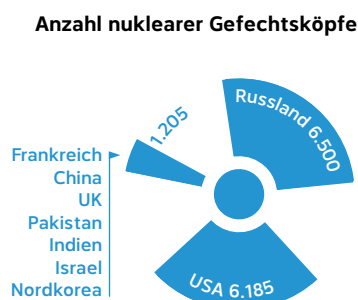 Anzahl nuklearer Gefechtsköpfe
Russland 6.500
1.205
Frankreich
China
UK
Pakistan
Indien
Israel
Nordkorea
USA 6.185